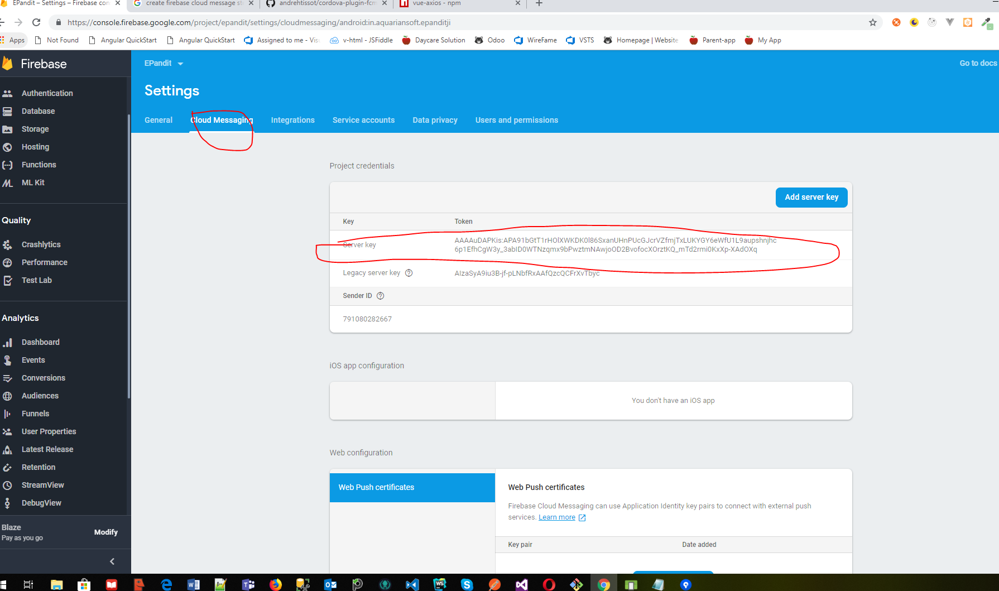 EPandit – Settings – Firebase con
create firebase cloud message st
andrehtissot/cordova-plugin-fcm
vue-axios - npm
https://console.firebase.google.com/project/epandit/settings/cloudmessaging/android:in.aquariansoft.epanditji
Apps Not Found Angular QuickStart Angular QuickStart Assigned to me - Visu v-html - JSFiddle Daycare Solution Odoo WireFame VSTS Homepage | Website Parent-app My App
Firebase
EPandit
Go to docs
Settings
General Cloud Messaging Integrations Service accounts Data privacy Users and permissions
Authentication
Database
Storage
Hosting
Functions
ML Kit
Quality
Crashlytics
Performance
Test Lab
Analytics
Dashboard
Events
Conversions
Audiences
Funnels
User Properties
Latest Release
Retention
StreamView
DebugView
Blaze
Pay as you go
Modify
Project credentials
Add server key
Key Token
Server key
AAAAuDAPKis:APA91bGtT1rHOlXWKDK0l86SxanUHnPUcGJcrVZfmjTxLUKYGY6eWfU1L9aupshnjhc
6p1EfhCgW3y_3abID0WTNzqmx9bPwztmNAwjoOD2BvofocXOrztKQ_mTd2rmi0KxXp-XAdOXq
Legacy server key AIzaSyA9iu3B-jf-pLNbfRxAAfQzcQCFrXvTbyc
Sender ID
791080282667
iOS app configuration
You don't have an iOS app
Web configuration
Web Push certificates
Web Push certificates
Firebase Cloud Messaging can use Application Identity key pairs to connect with external push
services. Learn more
Key pair Date added